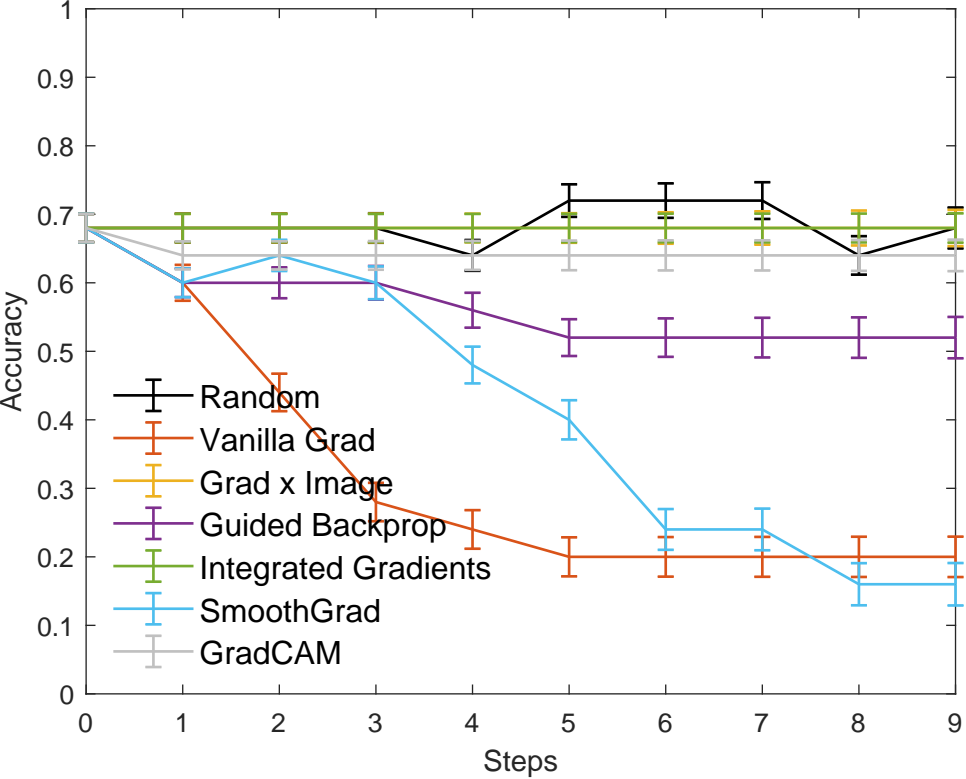 1
0.9
0.8
0.7
0.6
0.5
0.4
0.3
0.2
0.1
0
Accuracy
Random
Vanilla Grad
Grad x Image
Guided Backprop
Integrated Gradients
SmoothGrad
GradCAM
0 1 2 3 4 5 6 7 8 9
Steps